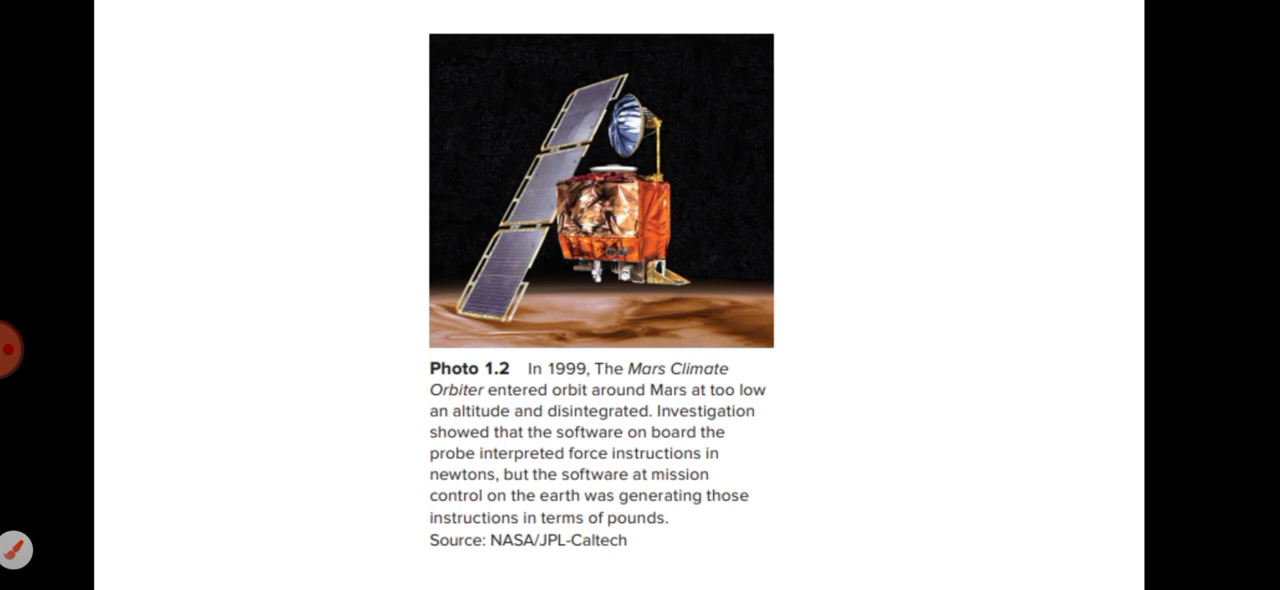 Photo 1.2 In 1999, The Mars Climate
Orbiter entered orbit around Mars at too low
an altitude and disintegrated. Investigation
showed that the software on board the
probe interpreted force instructions in
newtons, but the software at mission
control on the earth was generating those
instructions in terms of pounds.
Source: NASA/JPL-Caltech